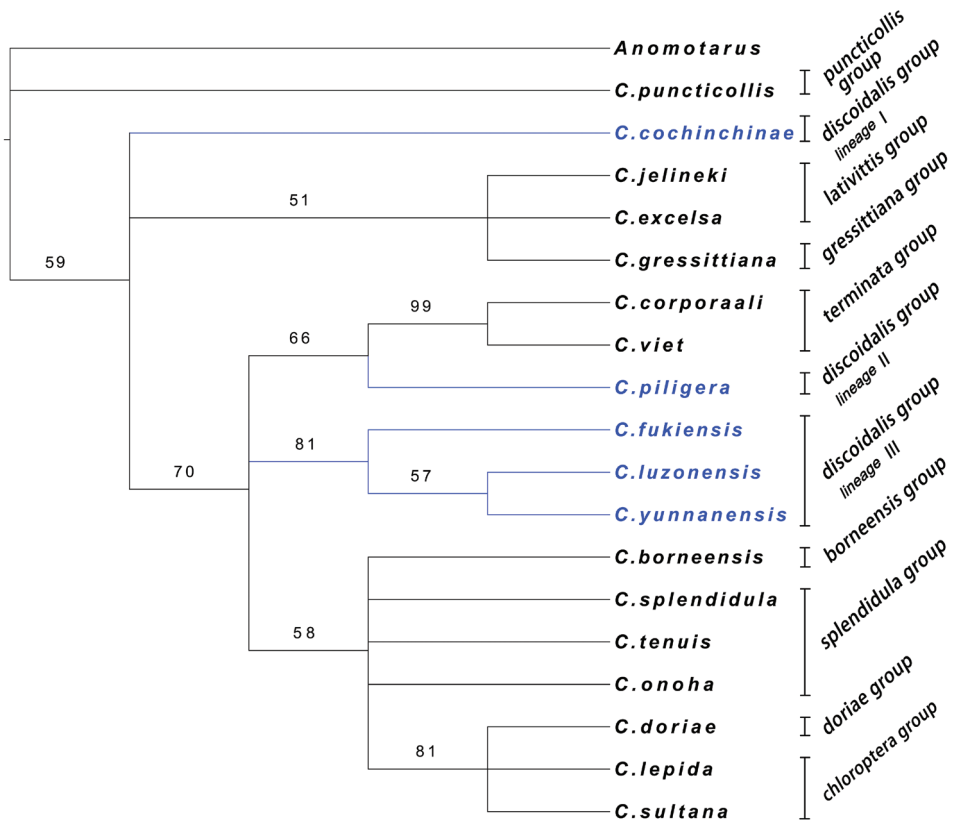 Anomotarus
C.puncticollis
C.cochinchinae
C.jelineki
C.excelsa
C.gressittiana
C.corporaali
C.viet
C.piligera
C.fukiensis
C.luzonensis
C.yunnanensis
C.borneensis
C.splendidula
C.tenuis
C.onoha
C.doriae
C.lepida
C.sultana
59
51
99
66
81
57
70
58
81
puncticollis
group
discoidalis group
lineage I
lativittis group
gressittiana group
terminata group
discoidalis group
lineage II
discoidalis group
lineage III
borneensis group
splendidula group
doriae group
chloroptera group